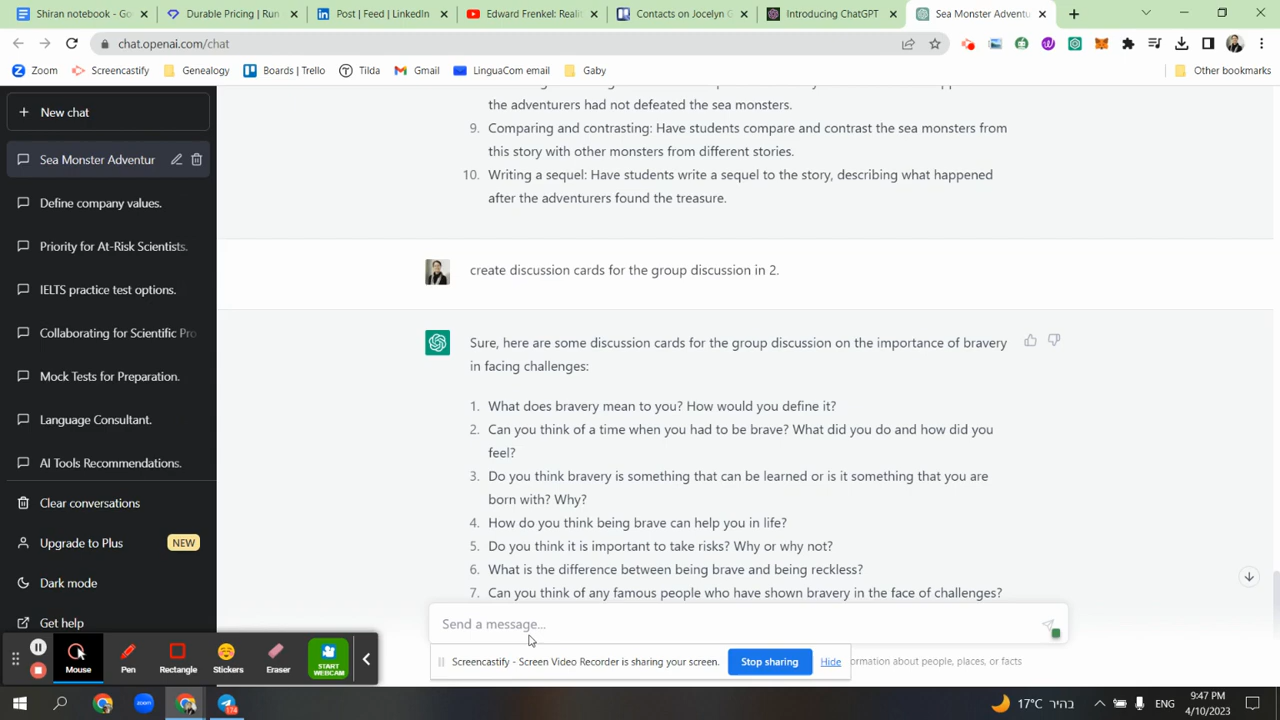 Shiran notebook - Go
Durable Pricing | Run
Post | Feed | LinkedIn
Edward Frenkel: Reali
Contacts on Jocelyn G
Introducing ChatGPT
Sea Monster Adventu
chat.openai.com/chat
Zoom
Screencastify
Genealogy
Boards | Trello
Tilda
Gmail
LinguaCom email
Gaby
Other bookmarks
New chat
Sea Monster Adventur
Define company values.
Priority for At-Risk Scientists.
IELTS practice test options.
Collaborating for Scientific Pro
Mock Tests for Preparation.
Language Consultant.
AI Tools Recommendations.
Clear conversations
Upgrade to Plus
NEW
Dark mode
Get help
the adventurers had not defeated the sea monsters.
9. Comparing and contrasting: Have students compare and contrast the sea monsters from
this story with other monsters from different stories.
10. Writing a sequel: Have students write a sequel to the story, describing what happened
after the adventurers found the treasure.
create discussion cards for the group discussion in 2.
Sure, here are some discussion cards for the group discussion on the importance of bravery
in facing challenges:
1. What does bravery mean to you? How would you define it?
2. Can you think of a time when you had to be brave? What did you do and how did you
feel?
3. Do you think bravery is something that can be learned or is it something that you are
born with? Why?
4. How do you think being brave can help you in life?
5. Do you think it is important to take risks? Why or why not?
6. What is the difference between being brave and being reckless?
7. Can you think of any famous people who have shown bravery in the face of challenges?
Send a message...
Screencastify - Screen Video Recorder is sharing your screen.
Stop sharing
Hide
formation about people, places, or facts
Mouse
Pen
Rectangle
Stickers
Eraser
START
WEBCAM
174
17°C
בהיר
ENG
9:47 PM
4/10/2023